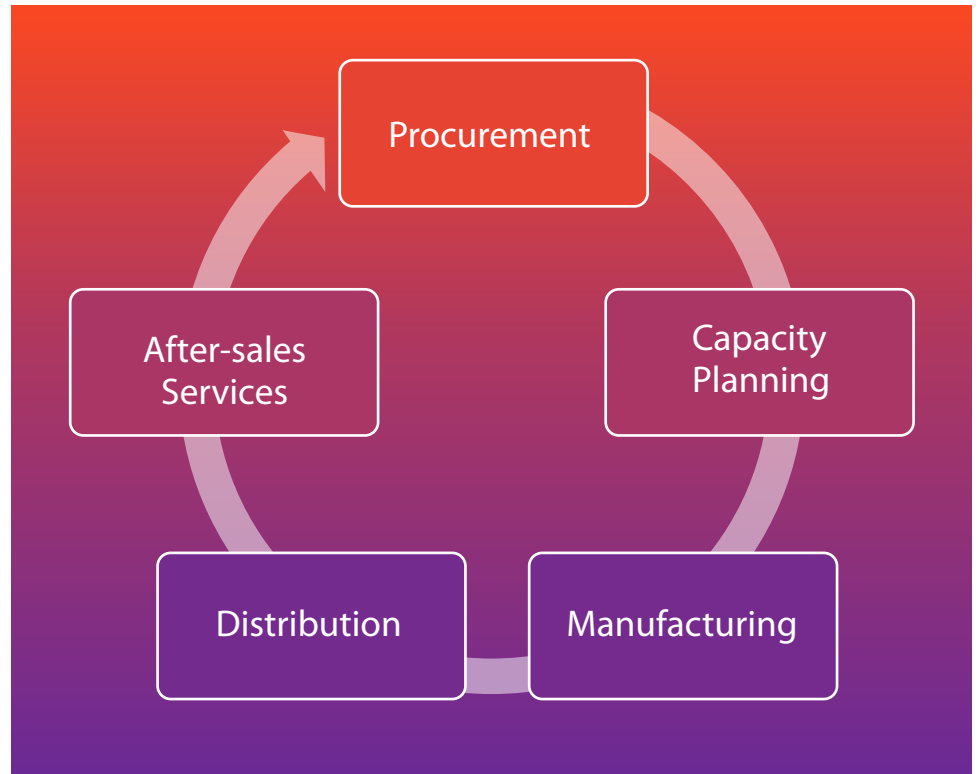 Procurement
Capacity
Planning
Manufacturing
Distribution
After-sales
Services